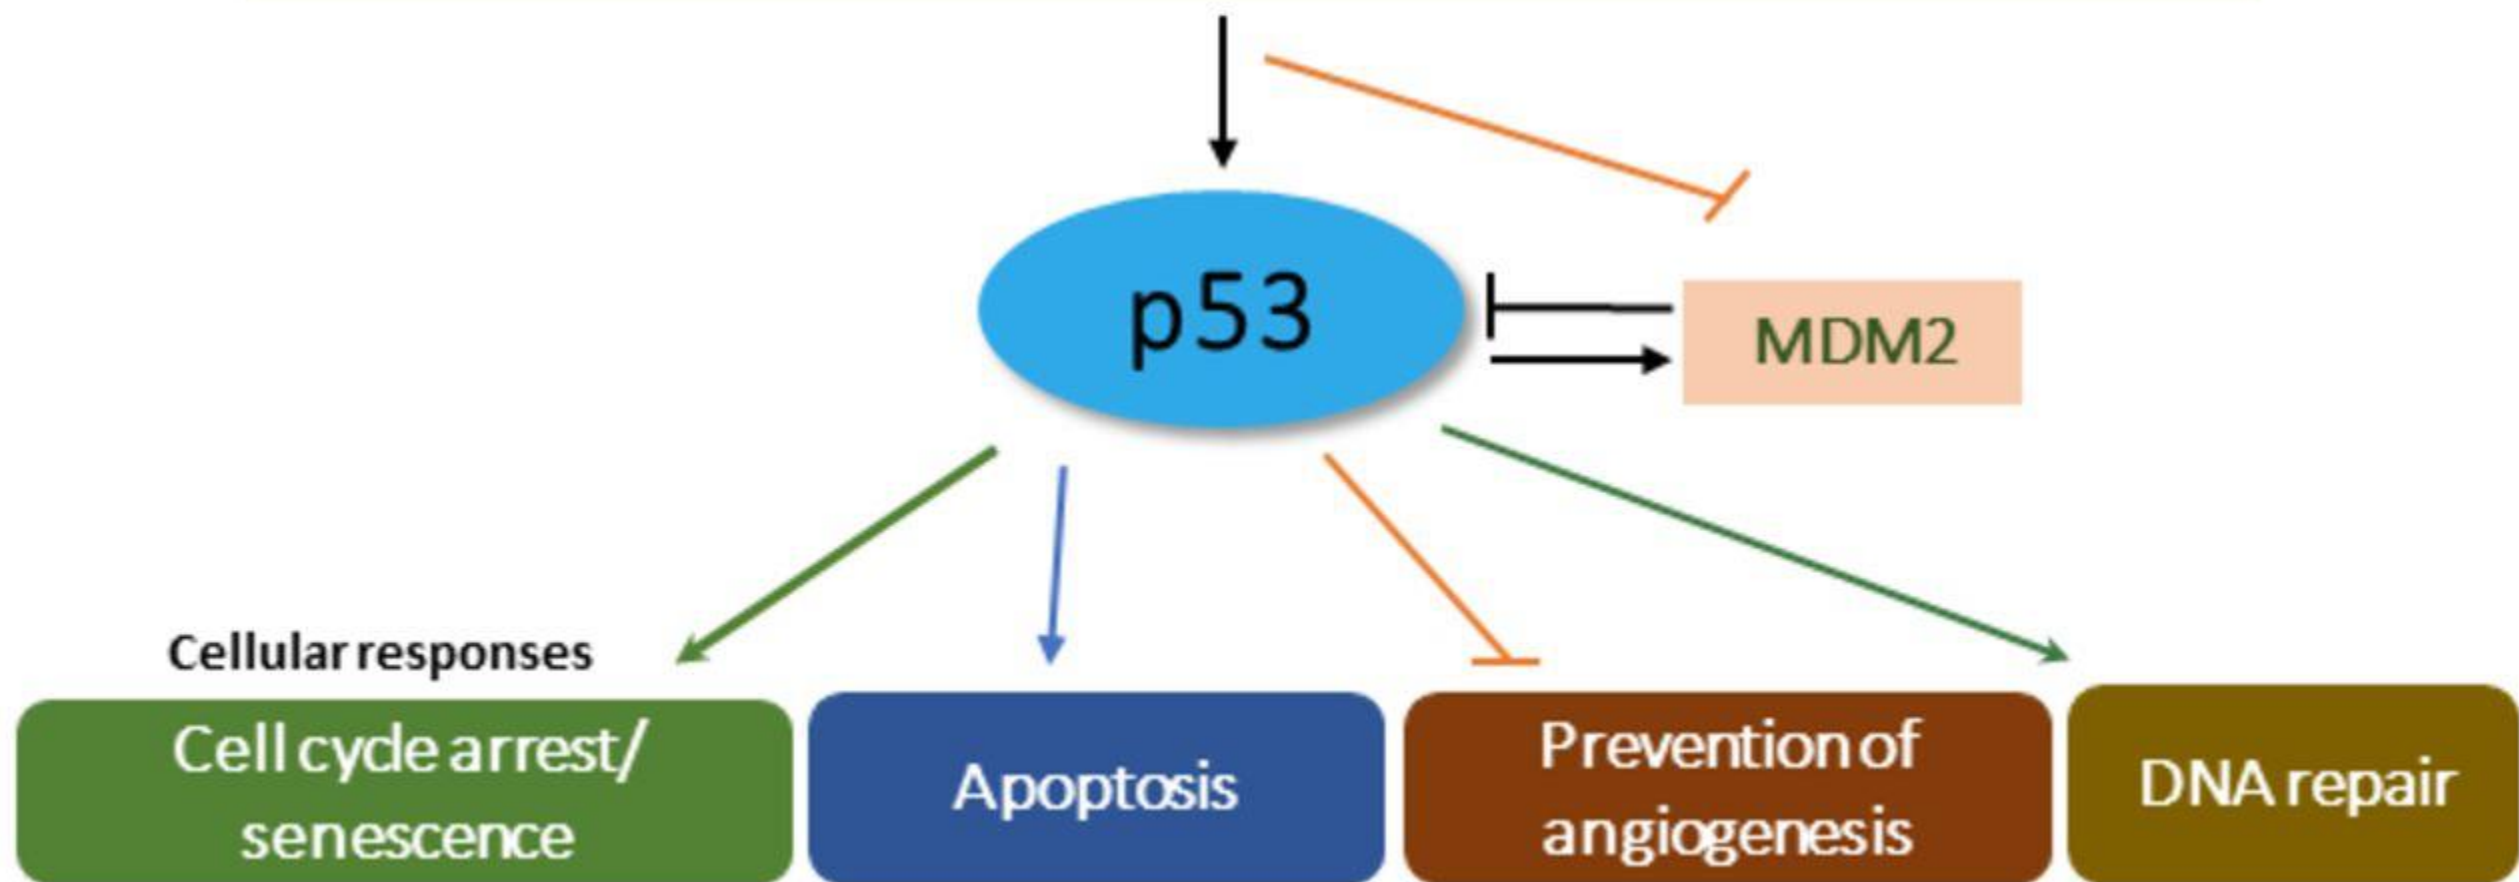 p53
MDM2
Cellular responses
Cell cycle arrest/
senescence
Apoptosis
Prevention of
angiogenesis
DNA repair